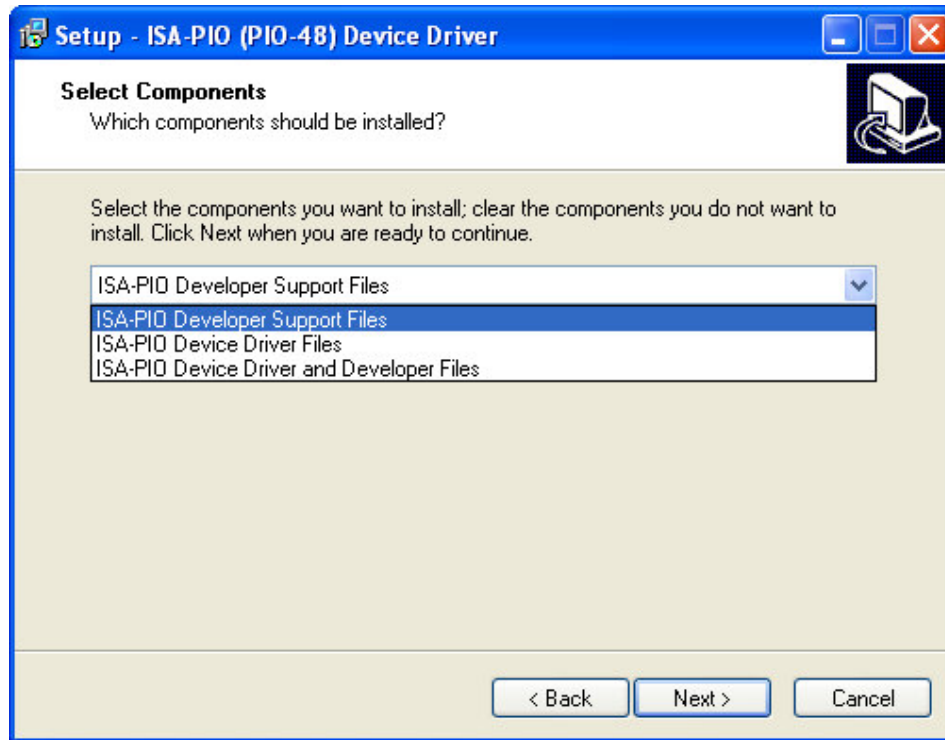 Setup - ISA-PIO (PIO-48) Device Driver
Select Components
Which components should be installed?
Select the components you want to install; clear the components you do not want to
install. Click Next when you are ready to continue.
ISA-PIO Developer Support Files
ISA-PIO Developer Support Files
ISA-PIO Device Driver Files
ISA-PIO Device Driver and Developer Files
< Back
Next >
Cancel